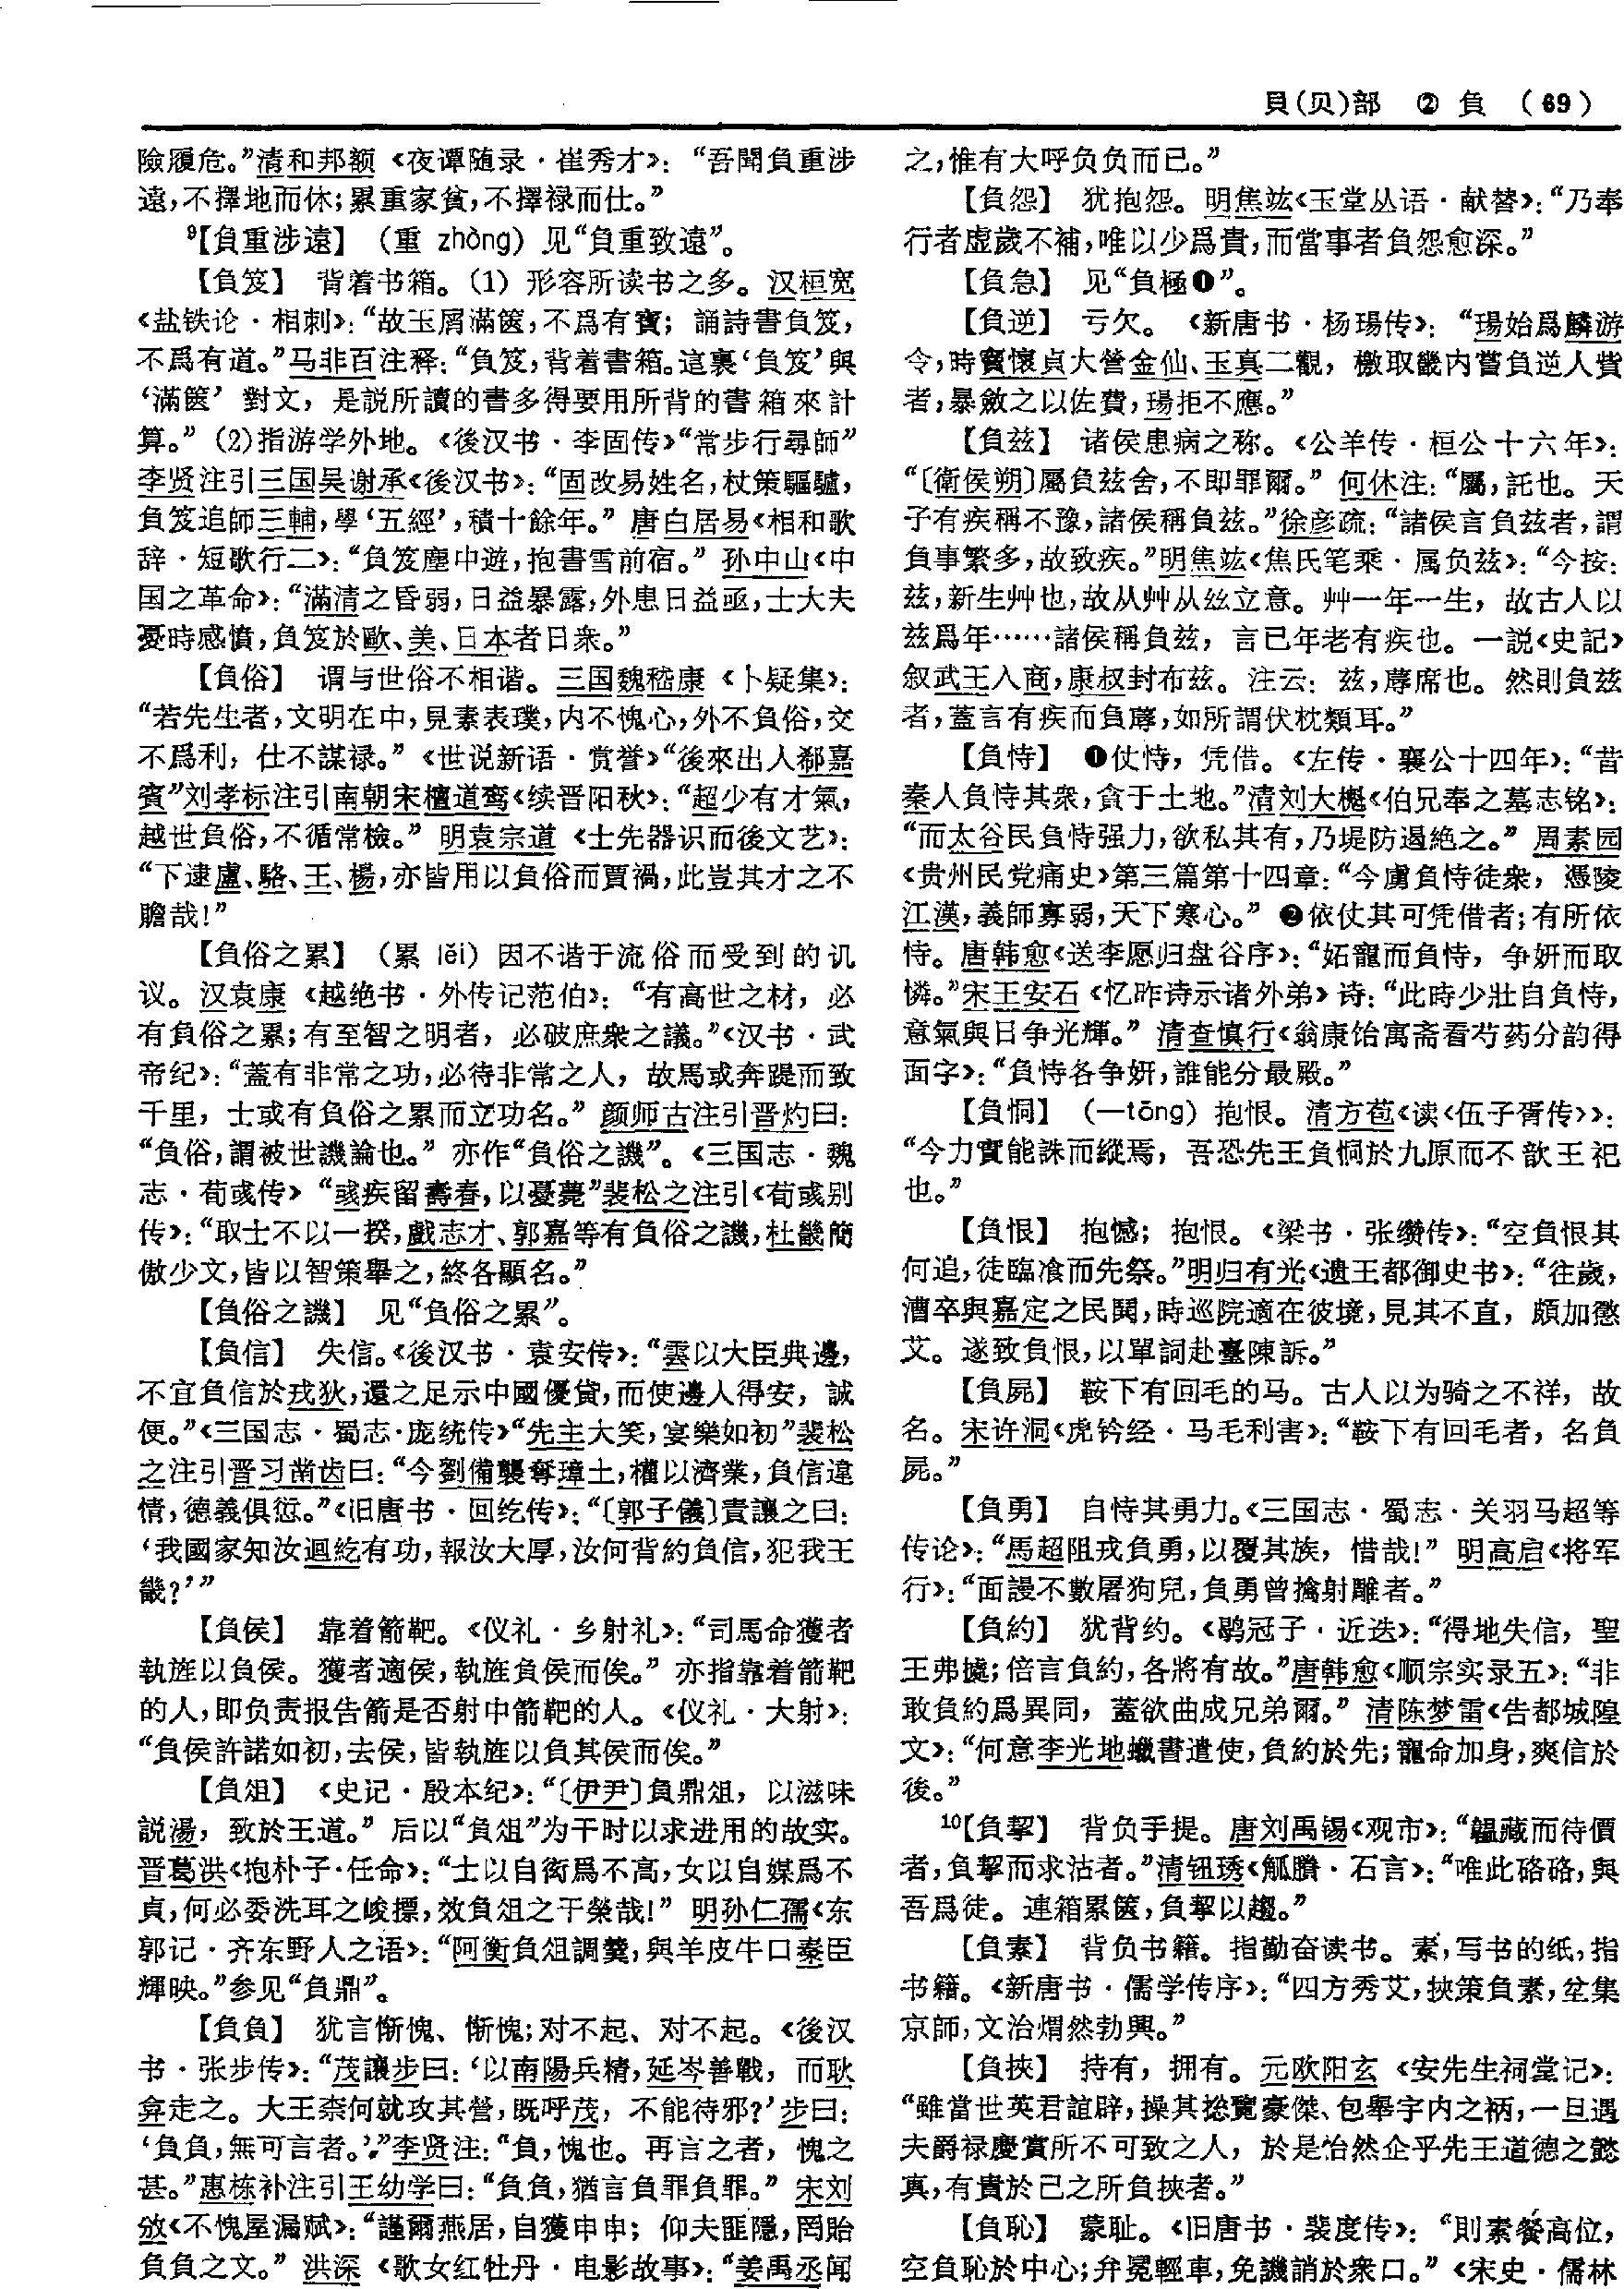 貝(贝)部 ② 負 (69)
險履危。”清和邦额《夜谭随录·崔秀才》：“吾聞負重涉
遠，不擇地而休；累重家貧，不擇禄而仕。”
⁹【負重涉遠】 (重 zhòng) 见“負重致遠”。
【負笈】 背着书箱。(1) 形容所读书之多。汉桓宽
《盐铁论·相刺》：“故玉屑滿篋，不爲有寶；誦詩書負笈，
不爲有道。”马非百注释：“負笈，背着書箱。這裏‘負笈’與
‘滿篋’對文，是説所讀的書多得要用所背的書箱來計
算。”(2)指游学外地。《後汉书·李固传》“常步行尋師”
李贤注引三国吴谢承《後汉书》：“固改易姓名，杖策驅驢，
負笈追師三輔，學‘五經’，積十餘年。”唐白居易《相和歌
辞·短歌行二》：“負笈塵中遊，抱書雪前宿。”孙中山《中
国之革命》：“滿清之昏弱，日益暴露，外患日益亟，士大夫
憂時感憤，負笈於歐、美、日本者日衆。”
【負俗】 谓与世俗不相谐。三国魏嵇康《卜疑集》：
“若先生者，文明在中，見素表璞，内不愧心，外不負俗，交
不爲利，仕不謀禄。”《世说新语·赏誉》“後來出人郗嘉
賓”刘孝标注引南朝宋檀道鸾《续晋阳秋》：“超少有才氣，
越世負俗，不循常檢。”明袁宗道《士先器识而後文艺》：
“下逮盧、駱、王、楊，亦皆用以負俗而賈禍，此豈其才之不
贍哉！”
【負俗之累】 (累 lěi) 因不谐于流俗而受到的讥
议。汉袁康《越绝书·外传记范伯》：“有高世之材，必
有負俗之累；有至智之明者，必破庶衆之議。”《汉书·武
帝纪》：“蓋有非常之功，必待非常之人，故馬或奔踶而致
千里，士或有負俗之累而立功名。”颜师古注引晋灼曰：
“負俗，謂被世譏論也。”亦作“負俗之譏”。《三国志·魏
志·荀彧传》“彧疾留壽春，以憂薨”裴松之注引《荀彧别
传》：“取士不以一揆，戲志才、郭嘉等有負俗之譏，杜畿簡
傲少文，皆以智策舉之，終各顯名。”
【負俗之譏】 见“負俗之累”。
【負信】 失信。《後汉书·袁安传》：“雲以大臣典邊，
不宜負信於戎狄，還之足示中國優貸，而使邊人得安，誠
便。”《三国志·蜀志·庞统传》“先主大笑，宴樂如初”裴松
之注引晋习凿齿曰：“今劉備襲奪璋土，權以濟業，負信違
情，德義俱愆。”《旧唐书·回纥传》：“〔郭子儀〕責讓之曰：
‘我國家知汝迴紇有功，報汝大厚，汝何背約負信，犯我王
畿？’”
【負侯】 靠着箭靶。《仪礼·乡射礼》：“司馬命獲者
執旌以負侯。獲者適侯，執旌負侯而俟。”亦指靠着箭靶
的人，即负责报告箭是否射中箭靶的人。《仪礼·大射》：
“負侯許諾如初，去侯，皆執旌以負其侯而俟。”
【負俎】 《史记·殷本纪》：“〔伊尹〕負鼎俎，以滋味
説湯，致於王道。”后以“負俎”为干时以求进用的故实。
晋葛洪《抱朴子·任命》：“士以自衒爲不高，女以自媒爲不
貞，何必委洗耳之峻摽，效負俎之干榮哉！”明孙仁孺《东
郭记·齐东野人之语》：“阿衡負俎調羹，與羊皮牛口秦臣
輝映。”参见“負鼎”。
【負負】 犹言惭愧、惭愧；对不起、对不起。《後汉
书·张步传》：“茂讓步曰：‘以南陽兵精，延岑善戰，而耿
弇走之。大王柰何就攻其營，既呼茂，不能待邪？’步曰：
‘負負，無可言者。’”李贤注：“負，愧也。再言之者，愧之
甚。”惠栋补注引王幼学曰：“負負，猶言負罪負罪。”宋刘
攽《不愧屋漏赋》：“謹爾燕居，自獲申申；仰夫匪隱，罔貽
負負之文。”洪深《歌女红牡丹·电影故事》：“姜禹丞闻
之，惟有大呼负负而已。”
【負怨】 犹抱怨。明焦竑《玉堂丛语·献替》：“乃奉
行者虚歲不補，唯以少爲貴，而當事者負怨愈深。”
【負急】 见“負極❶”。
【負逆】 亏欠。《新唐书·杨瑒传》：“瑒始爲麟游
令，時竇懷貞大營金仙、玉真二觀，檄取畿内嘗負逆人貲
者，暴斂之以佐費，瑒拒不應。”
【負兹】 诸侯患病之称。《公羊传·桓公十六年》：
“〔衛侯朔〕屬負兹舍，不即罪爾。”何休注：“屬，託也。天
子有疾稱不豫，諸侯稱負兹。”徐彦疏：“諸侯言負兹者，謂
負事繁多，故致疾。”明焦竑《焦氏笔乘·属负兹》：“今按：
兹，新生艸也，故从艸从丝立意。艸一年一生，故古人以
兹爲年……諸侯稱負兹，言已年老有疾也。一説《史記》
叙武王入商，康叔封布兹。注云：兹，蓐席也。然則負兹
者，蓋言有疾而負蓐，如所謂伏枕類耳。”
【負恃】 ❶仗恃，凭借。《左传·襄公十四年》：“昔
秦人負恃其衆，貪于土地。”清刘大櫆《伯兄奉之墓志铭》：
“而太谷民負恃强力，欲私其有，乃堤防遏絶之。”周素园
《贵州民党痛史》第三篇第十四章：“今虜負恃徒衆，憑陵
江漢，義師寡弱，天下寒心。”❷依仗其可凭借者；有所依
恃。唐韩愈《送李愿归盘谷序》：“妬寵而負恃，争妍而取
憐。”宋王安石《忆昨诗示诸外弟》诗：“此時少壯自負恃，
意氣與日争光輝。”清查慎行《翁康饴寓斋看芍药分韵得
面字》：“負恃各争妍，誰能分最殿。”
【負恫】 (—tōng) 抱恨。清方苞《读〈伍子胥传〉》：
“今力實能誅而縱焉，吾恐先王負恫於九原而不歆王祀
也。”
【負恨】 抱憾；抱恨。《梁书·张缵传》：“空負恨其
何追，徒臨飡而先祭。”明归有光《遗王都御史书》：“往歲，
漕卒與嘉定之民鬨，時巡院適在彼境，見其不直，頗加懲
艾。遂致負恨，以單詞赴臺陳訴。”
【負屍】 鞍下有回毛的马。古人以为骑之不祥，故
名。宋许洞《虎钤经·马毛利害》：“鞍下有回毛者，名負
屍。”
【負勇】 自恃其勇力。《三国志·蜀志·关羽马超等
传论》：“馬超阻戎負勇，以覆其族，惜哉！”明高启《将军
行》：“面謾不數屠狗兒，負勇曾擒射雕者。”
【負約】 犹背约。《鹖冠子·近迭》：“得地失信，聖
王弗據；倍言負約，各將有故。”唐韩愈《顺宗实录五》：“非
敢負約爲異同，蓋欲曲成兄弟爾。”清陈梦雷《告都城隍
文》：“何意李光地蠟書遣使，負約於先；寵命加身，爽信於
後。”
¹⁰【負挈】 背负手提。唐刘禹锡《观市》：“韞藏而待價
者，負挈而求沽者。”清钮琇《觚賸·石言》：“唯此硌硌，與
吾爲徒。連箱累篋，負挈以趨。”
【負素】 背负书籍。指勤奋读书。素，写书的纸，指
书籍。《新唐书·儒学传序》：“四方秀艾，挾策負素，坌集
京師，文治煟然勃興。”
【負挾】 持有，拥有。元欧阳玄《安先生祠堂记》：
“雖當世英君誼辟，操其揔覽豪傑、包舉宇内之柄，一旦遇
夫爵禄慶賞所不可致之人，於是怡然企乎先王道德之懿
真，有貴於己之所負挾者。”
【負恥】 蒙耻。《旧唐书·裴度传》：“則素餐高位，
空負恥於中心；弁冕輕車，免譏誚於衆口。”《宋史·儒林